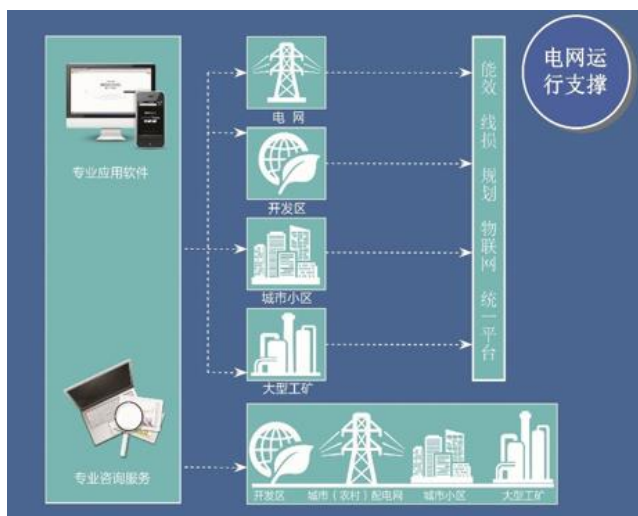 电网运
行支撑
专业应用软件
电 网
开发区
城市小区
大型工矿
能效 线损 规划 物联网 统一平台
专业咨询服务
开发区 城市（农村）配电网 城市小区 大型工矿